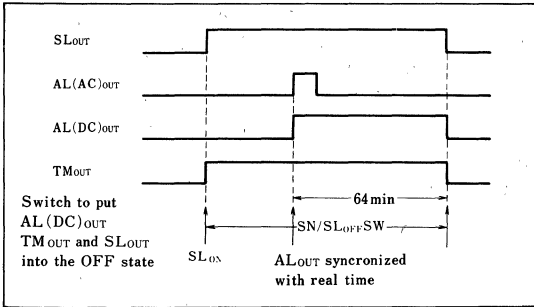 SLOUT
AL(AC)OUT
AL(DC)OUT
TMOUT
64min
Switch to put
AL(DC)OUT
TMOUT and SLOUT
into the OFF state
SN/SLOFFSW
SLON
ALOUT syncronized
with real time